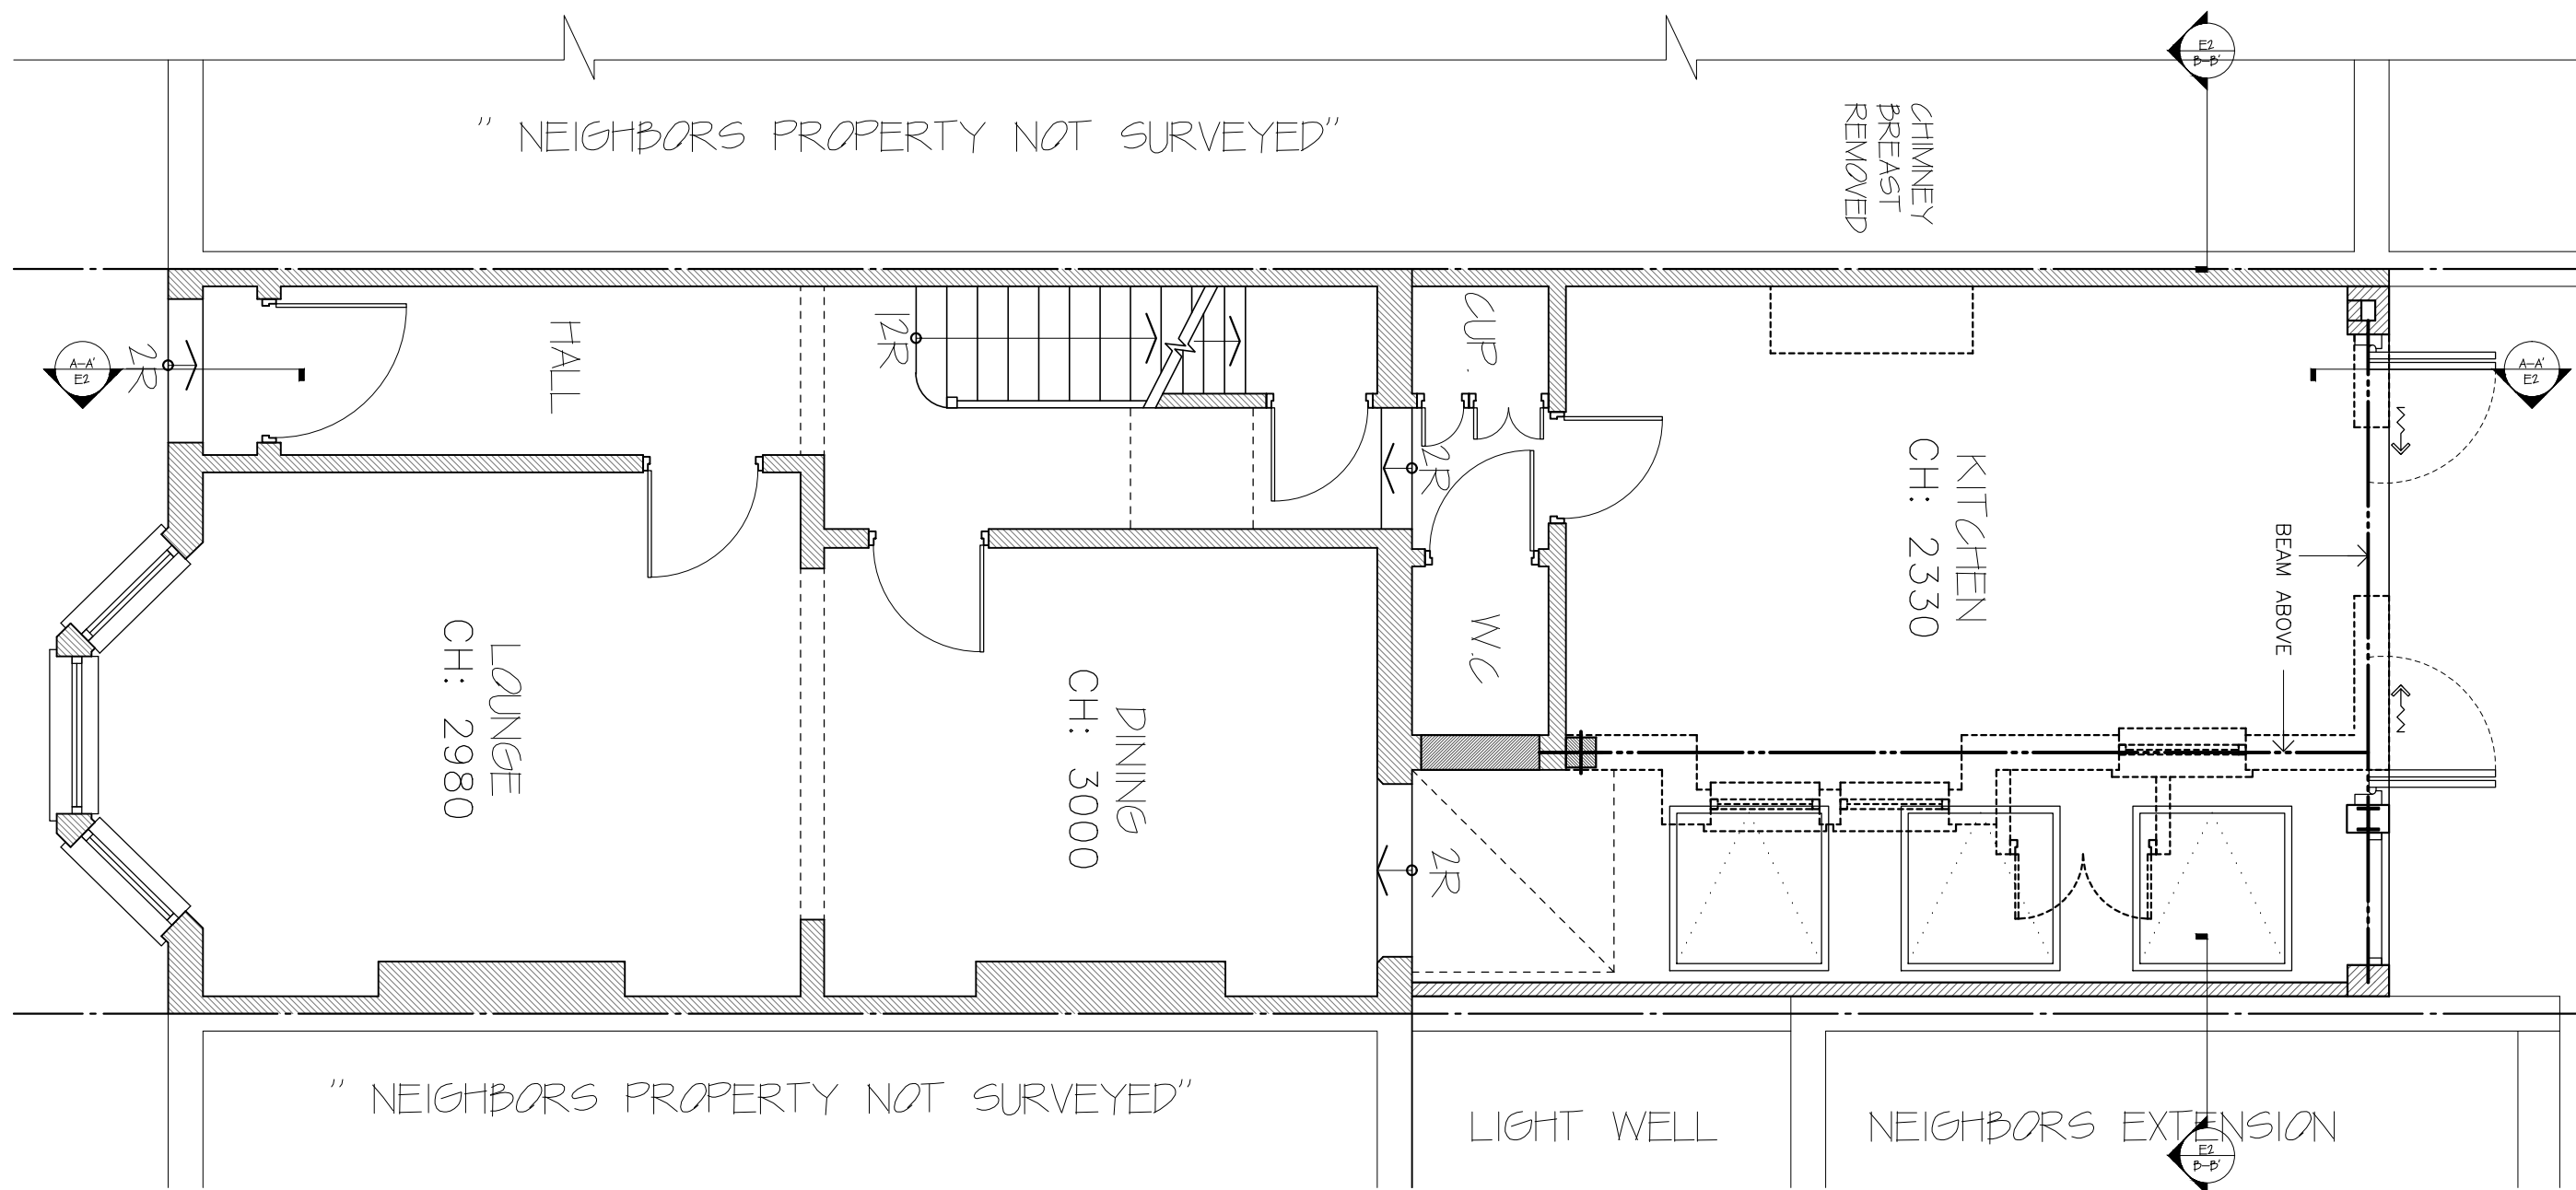 E2
B-B'
" NEIGHBORS PROPERTY NOT SURVEYED"
CHIMNEY
BREAST
REMOVED
A-A'
E2
2R
HALL
12R
CUP.
2R
W.C
KITCHEN
CH: 2330
BEAM ABOVE
A-A'
E2
LOUNGE
CH: 2980
DINING
CH: 3000
2R
" NEIGHBORS PROPERTY NOT SURVEYED"
LIGHT WELL
NEIGHBORS EXTENSION
E2
B-B'